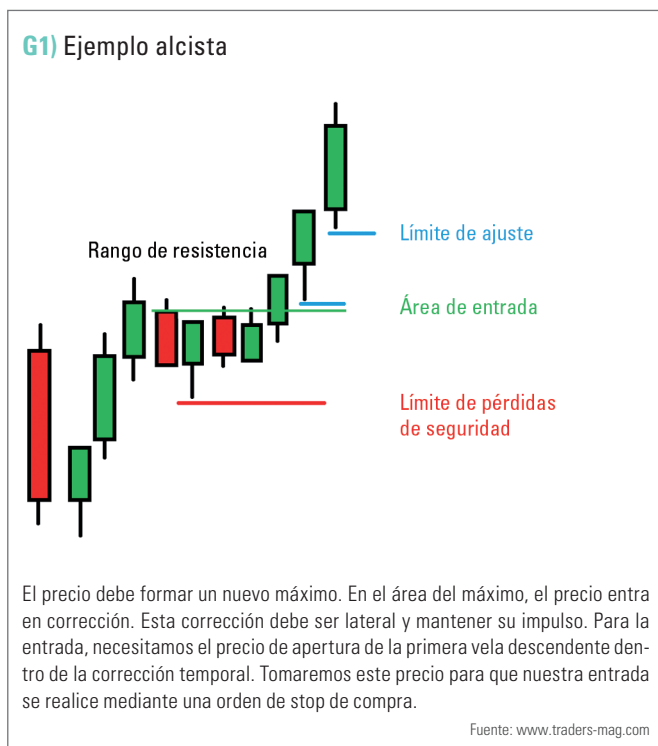 G1) Ejemplo alcista
Rango de resistencia
Límite de ajuste
Área de entrada
Límite de pérdidas
de seguridad
El precio debe formar un nuevo máximo. En el área del máximo, el precio entra
en corrección. Esta corrección debe ser lateral y mantener su impulso. Para la
entrada, necesitamos el precio de apertura de la primera vela descendente den-
tro de la corrección temporal. Tomaremos este precio para que nuestra entrada
se realice mediante una orden de stop de compra.
Fuente: www.traders-mag.com